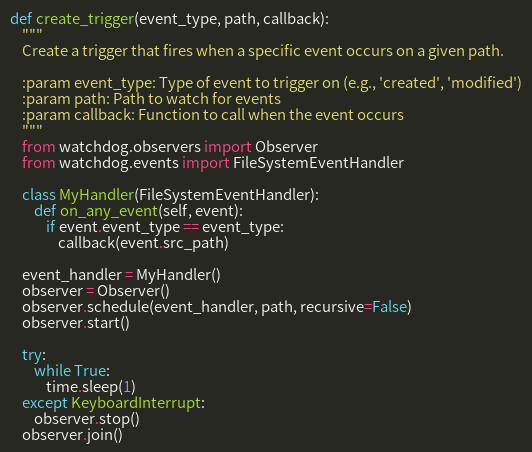 def create_trigger(event_type, path, callback):
"""
Create a trigger that fires when a specific event occurs on a given path.
:param event_type: Type of event to trigger on (e.g., 'created', 'modified')
:param path: Path to watch for events
:param callback: Function to call when the event occurs
"""
from watchdog.observers import Observer
from watchdog.events import FileSystemEventHandler
class MyHandler(FileSystemEventHandler):
def on_any_event(self, event):
if event.event_type == event_type:
callback(event.src_path)
event_handler = MyHandler()
observer = Observer()
observer.schedule(event_handler, path, recursive=False)
observer.start()
try:
while True:
time.sleep(1)
except KeyboardInterrupt:
observer.stop()
observer.join()